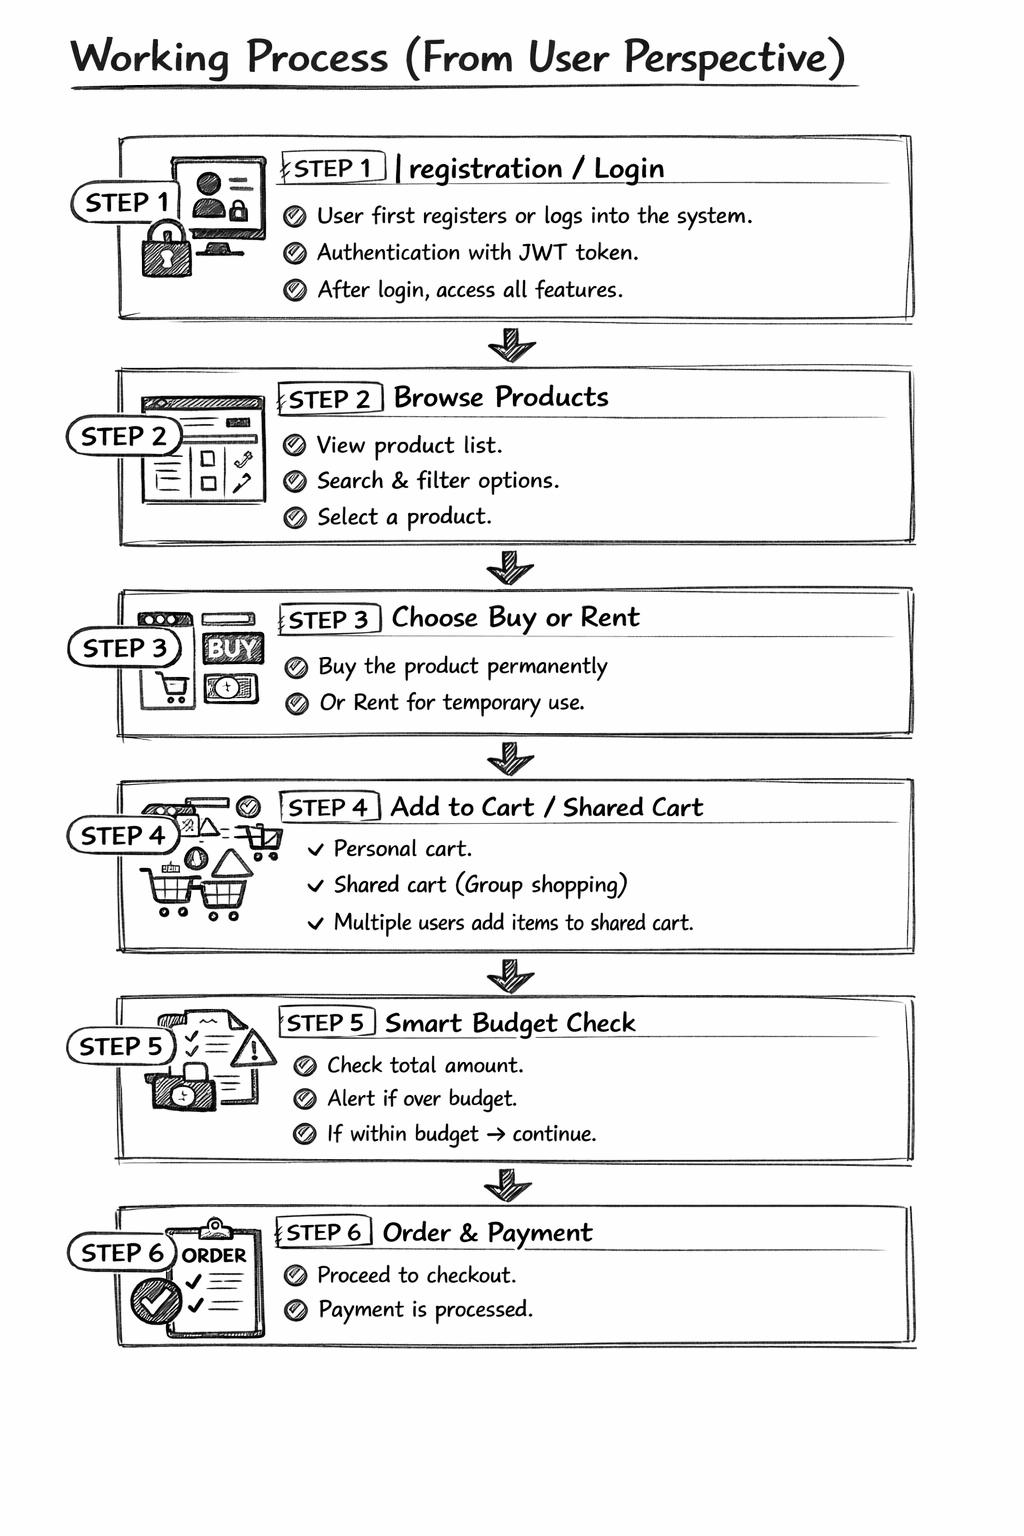 Working Process (From User Perspective)
STEP 1
STEP 1 | registration / Login
User first registers or logs into the system.
Authentication with JWT token.
After login, access all features.
STEP 2
STEP 2 Browse Products
View product list.
Search & filter options.
Select a product.
STEP 3
BUY
STEP 3 Choose Buy or Rent
Buy the product permanently
Or Rent for temporary use.
STEP 4
STEP 4 Add to Cart / Shared Cart
Personal cart.
Shared cart (Group shopping)
Multiple users add items to shared cart.
STEP 5
STEP 5 Smart Budget Check
Check total amount.
Alert if over budget.
If within budget → continue.
STEP 6
ORDER
STEP 6 Order & Payment
Proceed to checkout.
Payment is processed.